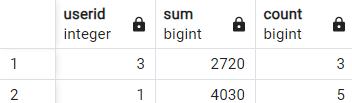 userid sum count
integer bigint bigint
1 3 2720 3
2 1 4030 5